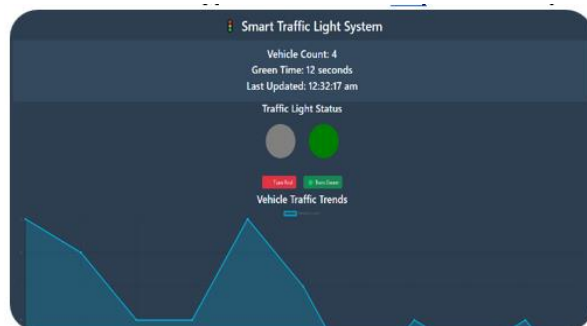 Smart Traffic Light System
Vehicle Count: 4
Green Time: 12 seconds
Last Updated: 12:32:17 am
Traffic Light Status
Turn Red
Turn Green
Vehicle Traffic Trends